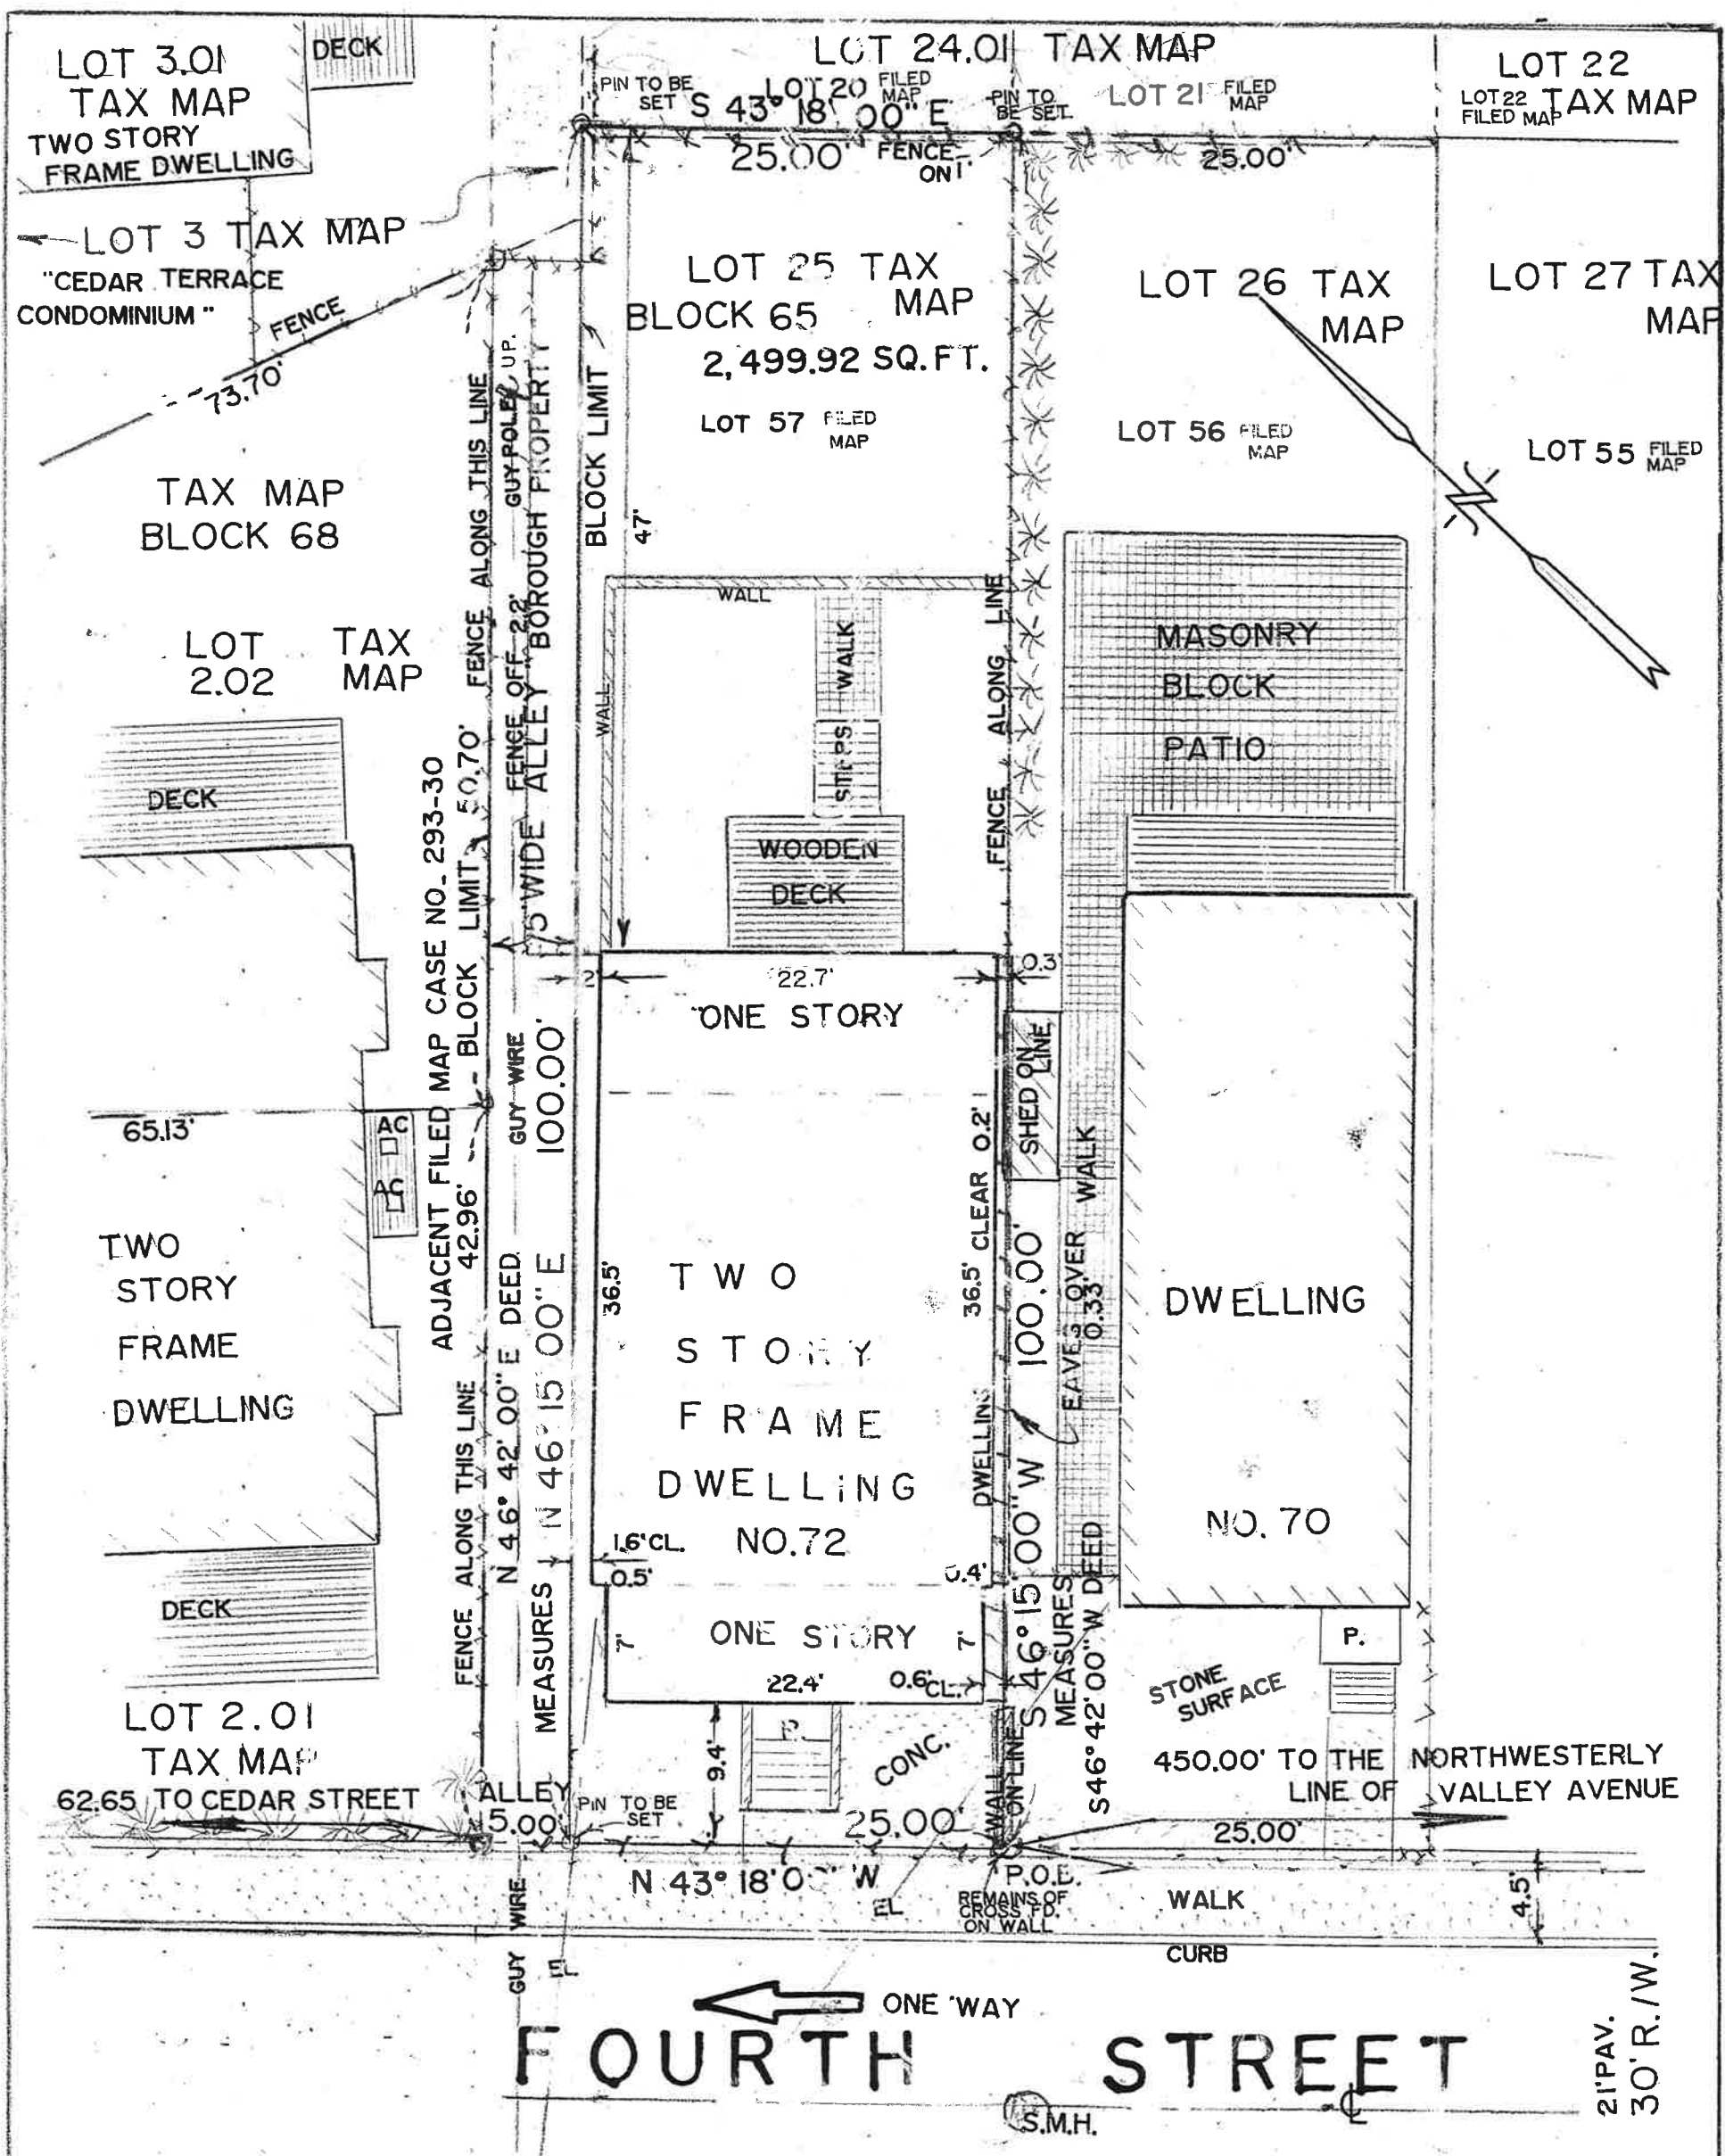 LOT 3.01
TAX MAP
TWO STORY
FRAME DWELLING
DECK
LOT 24.01 TAX MAP
PIN TO BE
SET
LOT 20 FILED
MAP
S 43° 18' 00" E
PIN TO
BE SET
LOT 21 FILED
MAP
LOT 22
TAX MAP
LOT 22
FILED MAP
25.00'
FENCE
ON
25.00'
LOT 3 TAX MAP
"CEDAR TERRACE
CONDOMINIUM"
FENCE
73.70'
TAX MAP
BLOCK 68
LOT 2.02 TAX MAP
DECK
65.13'
AC
AC
TWO
STORY
FRAME
DWELLING
DECK
LOT 2.01
TAX MAP
62.65 TO CEDAR STREET
FENCE ALONG THIS LINE
ADJACENT FILED MAP CASE NO. 293-30
42.96' BLOCK LIMIT 50.70'
FENCE ALONG THIS LINE
GUY POLE U.P.
FENCE OFF 2.2'
5' WIDE ALLEY "BOROUGH PROPERTY"
GUY WIRE
100.00'
N 46° 42' 00" E DEED
MEASURES N 46° 15' 00" E
BLOCK LIMIT
47'
LOT 25 TAX
MAP
BLOCK 65
2,499.92 SQ.FT.
LOT 57 FILED
MAP
WALL
WALL
WALK
STEPS
WOODEN
DECK
2'
22.7'
0.3'
ONE STORY
36.5'
36.5'
TWO
STORY
FRAME
DWELLING
NO.72
DWELLING
CLEAR 0.2'
1.6' CL.
0.5'
0.4'
7'
ONE STORY
7'
22.4'
0.6' CL.
P.
9.4'
CONC.
FENCE ALONG LINE
SHED ON
LINE
100.00'
S 46° 15' 00" W
MEASURES
S46° 42' 00" W DEED
EAVES OVER WALK
0.33'
WALL
ON LINE
LOT 26 TAX
MAP
LOT 56 FILED
MAP
MASONRY
BLOCK
PATIO
DWELLING
NO. 70
P.
STONE
SURFACE
LOT 27 TAX
MAP
LOT 55 FILED
MAP
450.00' TO THE NORTHWESTERLY
LINE OF VALLEY AVENUE
ALLEY
5.00'
PIN TO BE
SET
25.00'
25.00'
P.O.B.
REMAINS OF
CROSS FD.
ON WALL
WALK
4.5'
CURB
GUY WIRE
EL
EL
ONE WAY
FOURTH STREET
S.M.H.
℄
21' PAV.
30' R./W.